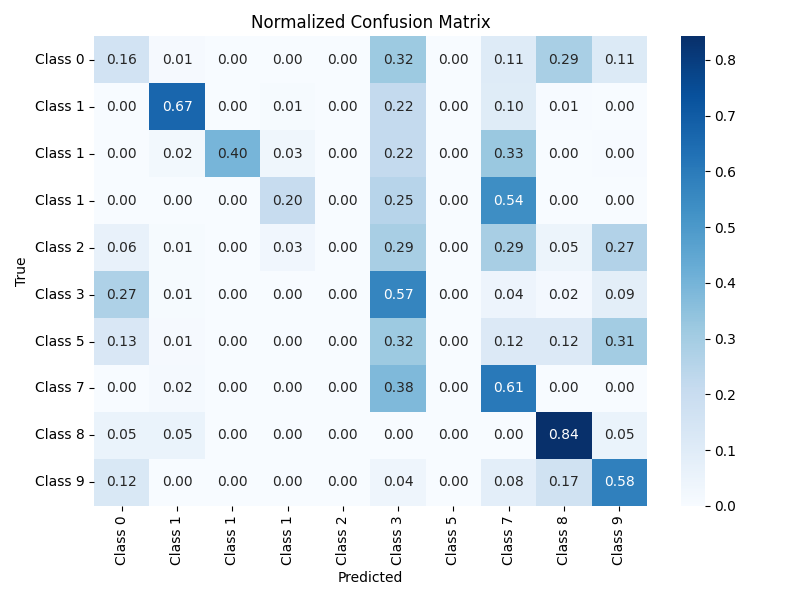 Normalized Confusion Matrix
Class 0 0.16 0.01 0.00 0.00 0.00 0.32 0.00 0.11 0.29 0.11
Class 1 0.00 0.67 0.00 0.01 0.00 0.22 0.00 0.10 0.01 0.00
Class 1 0.00 0.02 0.40 0.03 0.00 0.22 0.00 0.33 0.00 0.00
Class 1 0.00 0.00 0.00 0.20 0.00 0.25 0.00 0.54 0.00 0.00
Class 2 0.06 0.01 0.00 0.03 0.00 0.29 0.00 0.29 0.05 0.27
Class 3 0.27 0.01 0.00 0.00 0.00 0.57 0.00 0.04 0.02 0.09
Class 5 0.13 0.01 0.00 0.00 0.00 0.32 0.00 0.12 0.12 0.31
Class 7 0.00 0.02 0.00 0.00 0.00 0.38 0.00 0.61 0.00 0.00
Class 8 0.05 0.05 0.00 0.00 0.00 0.00 0.00 0.00 0.84 0.05
Class 9 0.12 0.00 0.00 0.00 0.00 0.04 0.00 0.08 0.17 0.58
Class 0 Class 1 Class 1 Class 1 Class 2 Class 3 Class 5 Class 7 Class 8 Class 9
Predicted
True
0.8
0.7
0.6
0.5
0.4
0.3
0.2
0.1
0.0